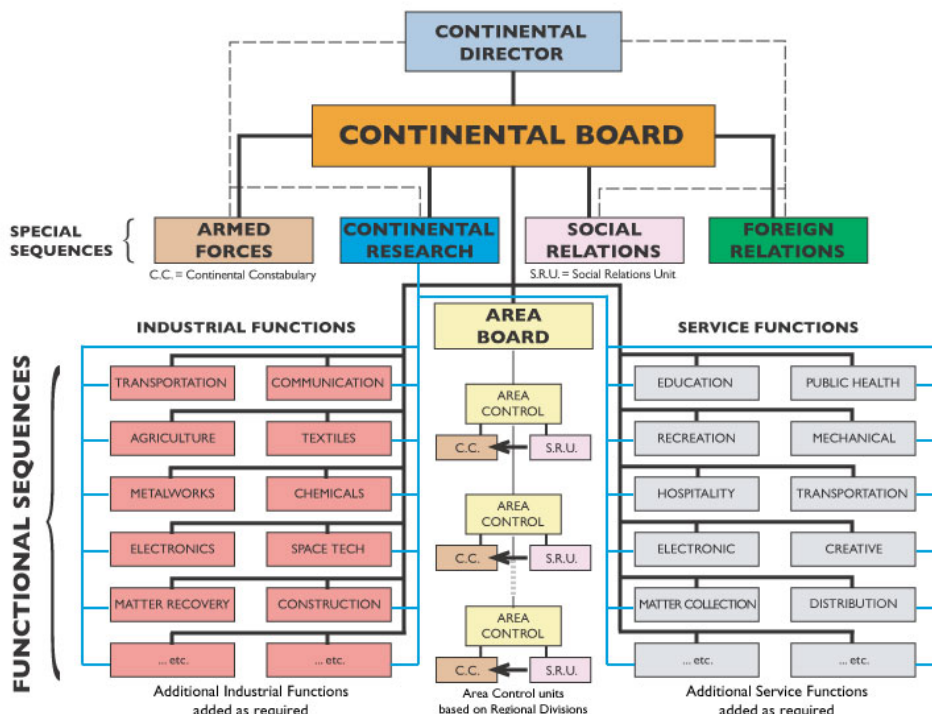 CONTINENTAL
DIRECTOR
CONTINENTAL BOARD
SPECIAL
SEQUENCES
ARMED
FORCES
CONTINENTAL
RESEARCH
SOCIAL
RELATIONS
FOREIGN
RELATIONS
C.C. = Continental Constabulary
S.R.U. = Social Relations Unit
AREA
BOARD
INDUSTRIAL FUNCTIONS
SERVICE FUNCTIONS
FUNCTIONAL SEQUENCES
TRANSPORTATION
COMMUNICATION
AGRICULTURE
TEXTILES
METALWORKS
CHEMICALS
ELECTRONICS
SPACE TECH
MATTER RECOVERY
CONSTRUCTION
... etc.
... etc.
Additional Industrial Functions
added as required
AREA
CONTROL
C.C.
S.R.U.
AREA
CONTROL
C.C.
S.R.U.
AREA
CONTROL
C.C.
S.R.U.
Area Control units
based on Regional Divisions
EDUCATION
PUBLIC HEALTH
RECREATION
MECHANICAL
HOSPITALITY
TRANSPORTATION
ELECTRONIC
CREATIVE
MATTER COLLECTION
DISTRIBUTION
... etc.
... etc.
Additional Service Functions
added as required